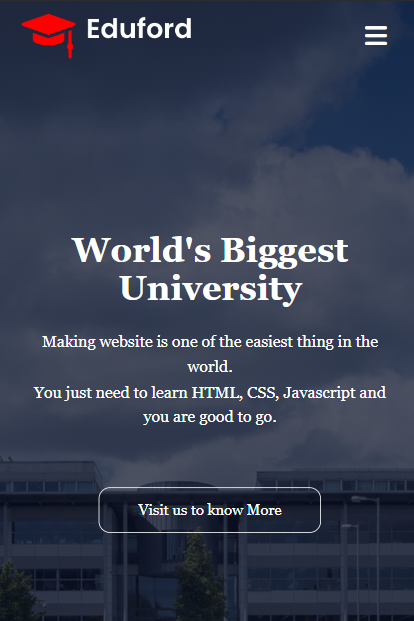 Eduford
World's Biggest
University
Making website is one of the easiest thing in the
world.
You just need to learn HTML, CSS, Javascript and
you are good to go.
Visit us to know More